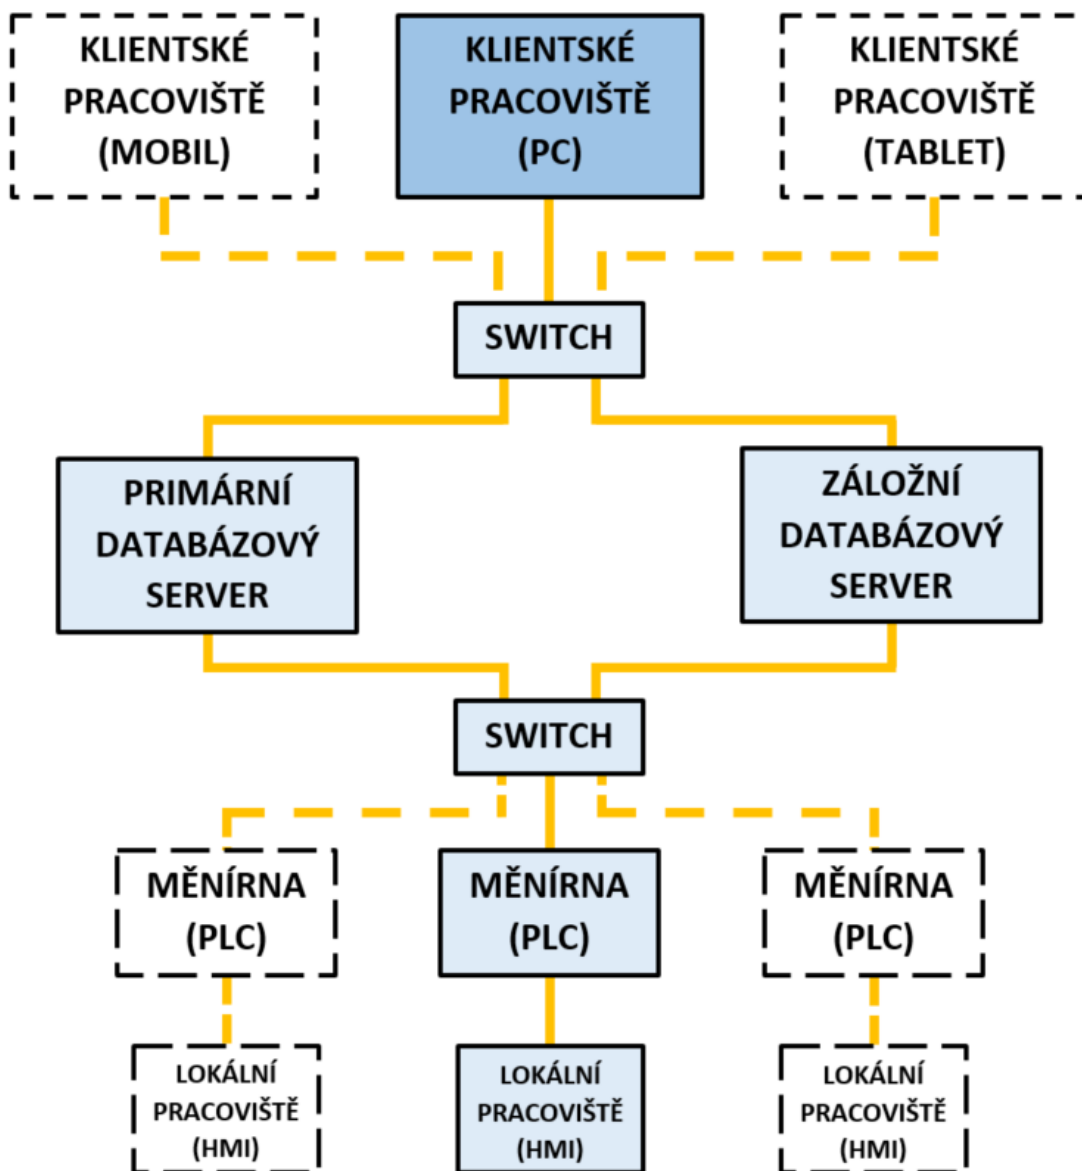 KLIENTSKÉ
PRACOVIŠTĚ
(MOBIL)
KLIENTSKÉ
PRACOVIŠTĚ
(PC)
KLIENTSKÉ
PRACOVIŠTĚ
(TABLET)
SWITCH
PRIMÁRNÍ
DATABÁZOVÝ
SERVER
ZÁLOŽNÍ
DATABÁZOVÝ
SERVER
SWITCH
MĚNÍRNA
(PLC)
MĚNÍRNA
(PLC)
MĚNÍRNA
(PLC)
LOKÁLNÍ
PRACOVIŠTĚ
(HMI)
LOKÁLNÍ
PRACOVIŠTĚ
(HMI)
LOKÁLNÍ
PRACOVIŠTĚ
(HMI)